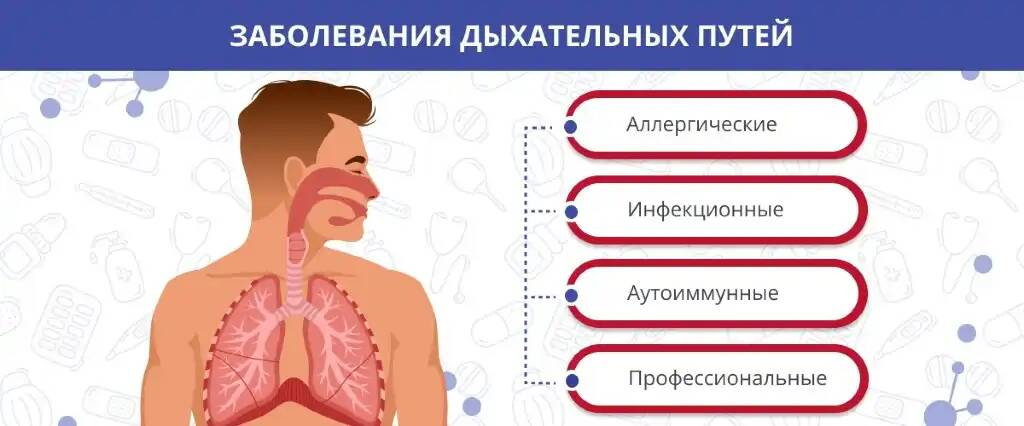 ЗАБОЛЕВАНИЯ ДЫХАТЕЛЬНЫХ ПУТЕЙ
Аллергические
Инфекционные
Аутоиммунные
Профессиональные